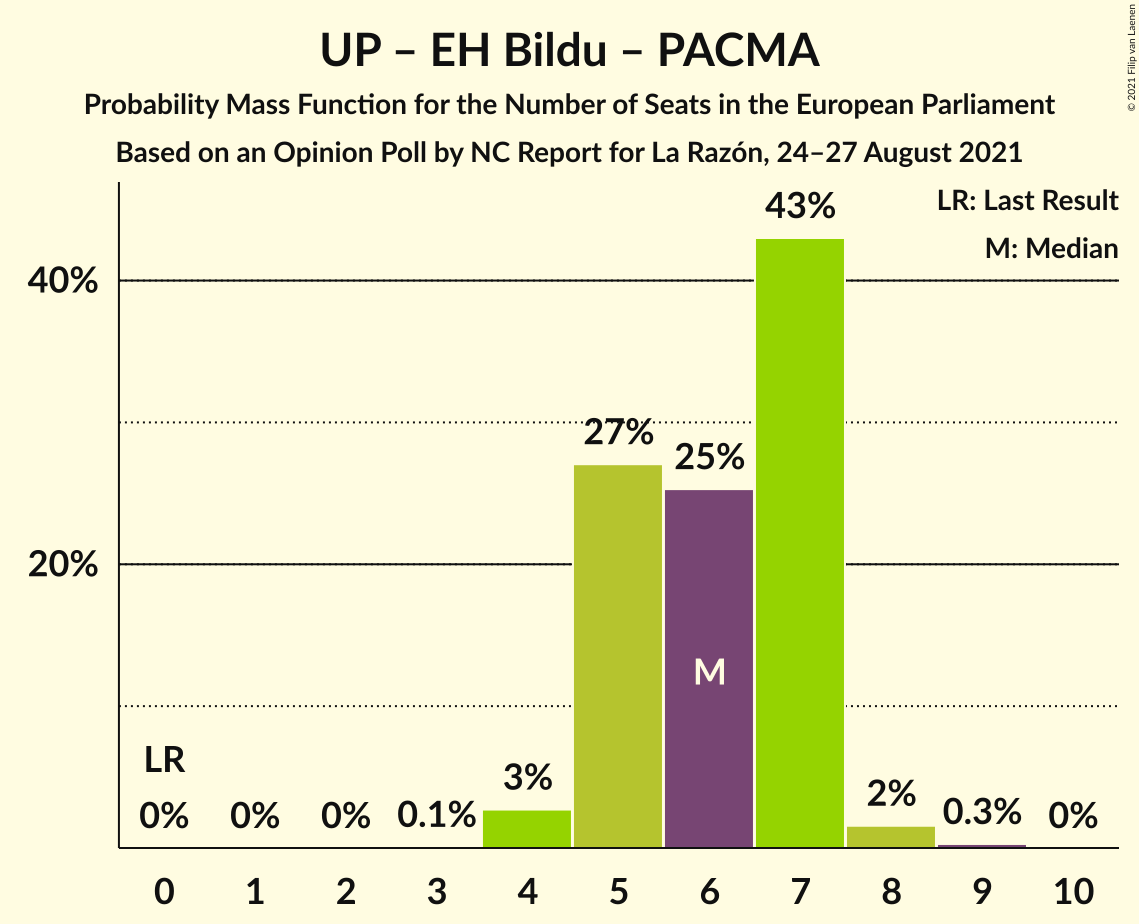 UP – EH Bildu – PACMA
Probability Mass Function for the Number of Seats in the European Parliament
Based on an Opinion Poll by NC Report for La Razón, 24–27 August 2021
© 2021 Filip van Laenen
LR: Last Result
M: Median
43%
40%
27%
25%
20%
M
LR
3%
2%
0% 0% 0% 0.1% 0.3% 0%
0 1 2 3 4 5 6 7 8 9 10